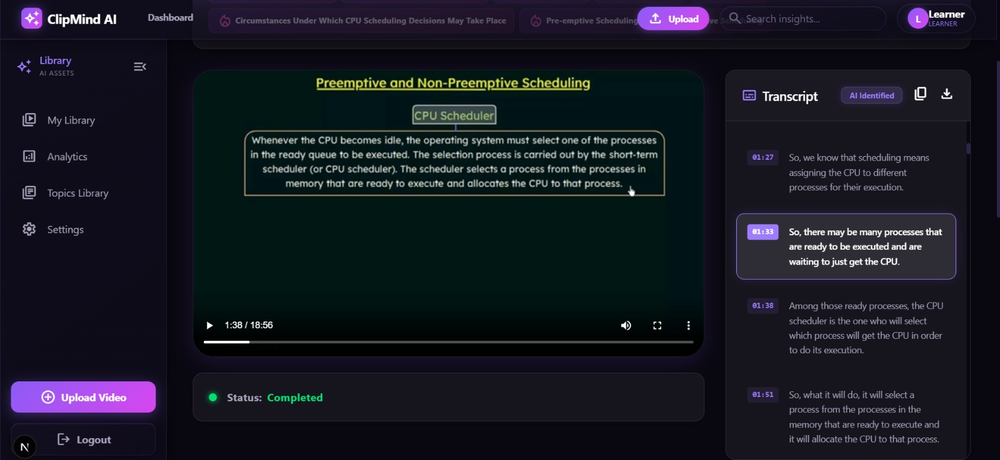 ClipMind AI
Dashboard
Circumstances Under Which CPU Scheduling Decisions May Take Place
Pre-emptive Scheduling
Upload
Search insights...
L
Learner
LEARNER
Library
AI ASSETS
My Library
Analytics
Topics Library
Settings
Upload Video
Logout
N
Preemptive and Non-Preemptive Scheduling
CPU Scheduler
Whenever the CPU becomes idle, the operating system must select one of the processes
in the ready queue to be executed. The selection process is carried out by the short-term
scheduler (or CPU scheduler). The scheduler selects a process from the processes in
memory that are ready to execute and allocates the CPU to that process.
1:38 / 18:56
Status: Completed
Transcript
AI Identified
01:27
So, we know that scheduling means
assigning the CPU to different
processes for their execution.
01:33
So, there may be many processes that
are ready to be executed and are
waiting to just get the CPU.
01:38
Among those ready processes, the CPU
scheduler is the one who will select
which process will get the CPU in order
to do its execution.
01:51
So, what it will do, it will select a
process from the processes in the
memory that are ready to execute and
it will allocate the CPU to that process.